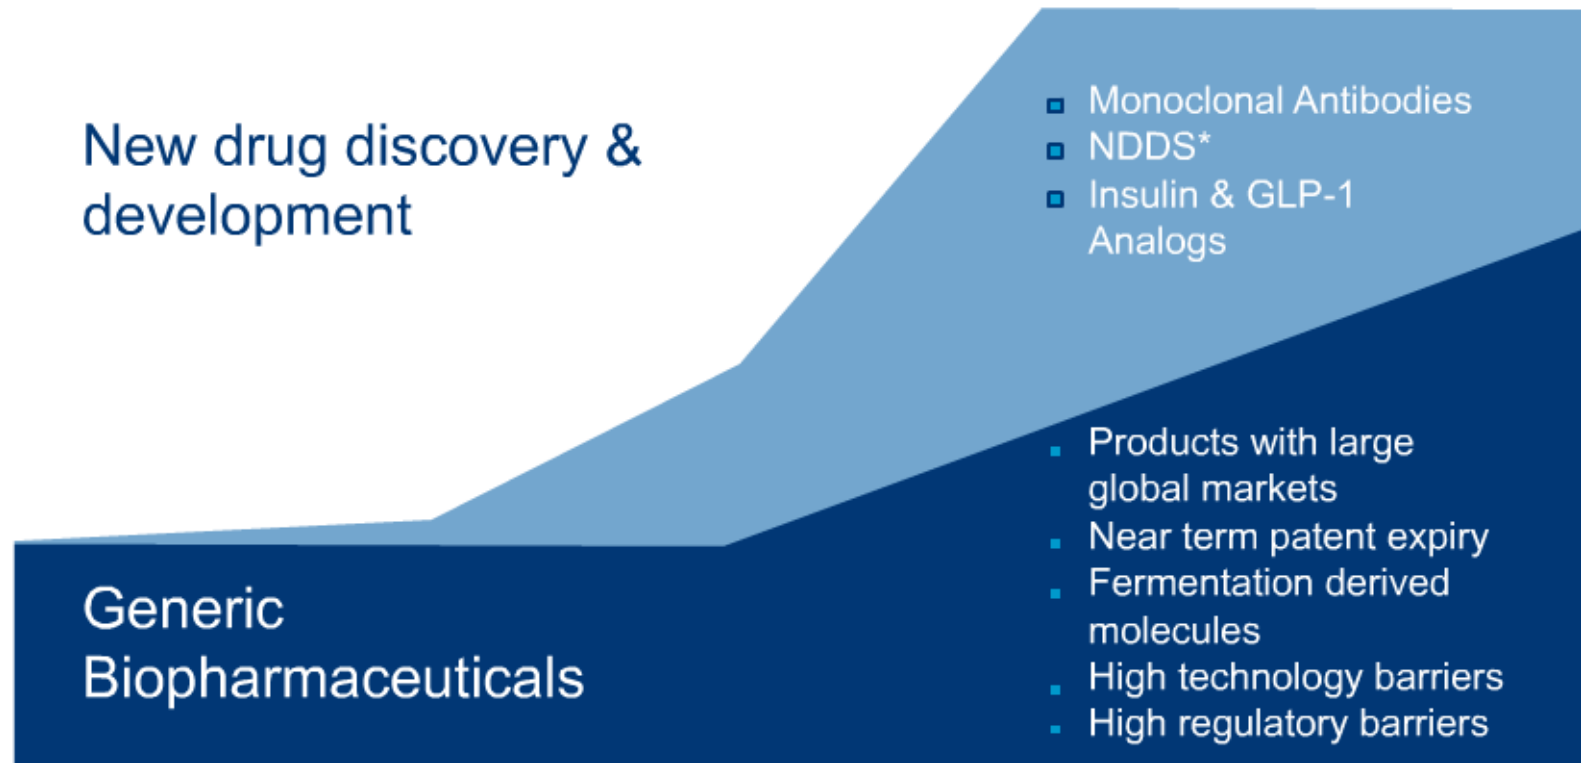 New drug discovery &
development
Monoclonal Antibodies
NDDS*
Insulin & GLP-1
Analogs
Generic
Biopharmaceuticals
Products with large
global markets
Near term patent expiry
Fermentation derived
molecules
High technology barriers
High regulatory barriers